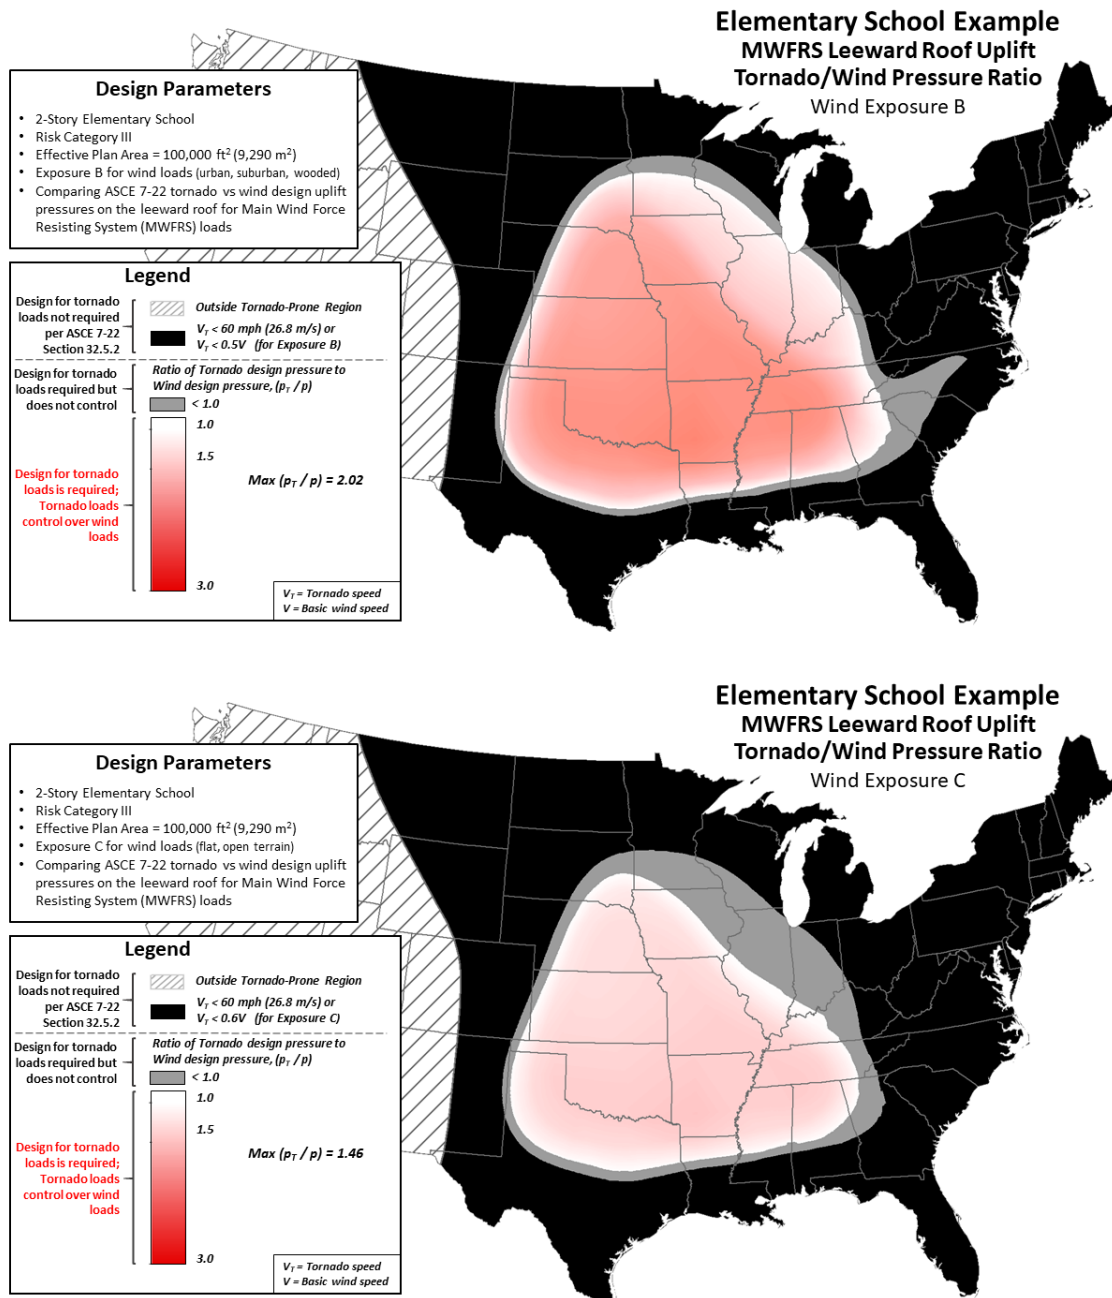 Elementary School Example
MWFRS Leeward Roof Uplift
Tornado/Wind Pressure Ratio
Wind Exposure B
Design Parameters
• 2-Story Elementary School
• Risk Category III
• Effective Plan Area = 100,000 ft² (9,290 m²)
• Exposure B for wind loads (urban, suburban, wooded)
• Comparing ASCE 7-22 tornado vs wind design uplift
pressures on the leeward roof for Main Wind Force
Resisting System (MWFRS) loads
Legend
Design for tornado
loads not required
per ASCE 7-22
Section 32.5.2
Outside Tornado-Prone Region
V_T < 60 mph (26.8 m/s) or
V_T < 0.5V (for Exposure B)
Design for tornado
loads required but
does not control
Ratio of Tornado design pressure to
Wind design pressure, (p_T / p)
< 1.0
1.0
1.5
Design for tornado
loads is required;
Tornado loads
control over wind
loads
Max (p_T / p) = 2.02
3.0
V_T = Tornado speed
V = Basic wind speed
Elementary School Example
MWFRS Leeward Roof Uplift
Tornado/Wind Pressure Ratio
Wind Exposure C
Design Parameters
• 2-Story Elementary School
• Risk Category III
• Effective Plan Area = 100,000 ft² (9,290 m²)
• Exposure C for wind loads (flat, open terrain)
• Comparing ASCE 7-22 tornado vs wind design uplift
pressures on the leeward roof for Main Wind Force
Resisting System (MWFRS) loads
Legend
Design for tornado
loads not required
per ASCE 7-22
Section 32.5.2
Outside Tornado-Prone Region
V_T < 60 mph (26.8 m/s) or
V_T < 0.6V (for Exposure C)
Design for tornado
loads required but
does not control
Ratio of Tornado design pressure to
Wind design pressure, (p_T / p)
< 1.0
1.0
1.5
Design for tornado
loads is required;
Tornado loads
control over wind
loads
Max (p_T / p) = 1.46
3.0
V_T = Tornado speed
V = Basic wind speed